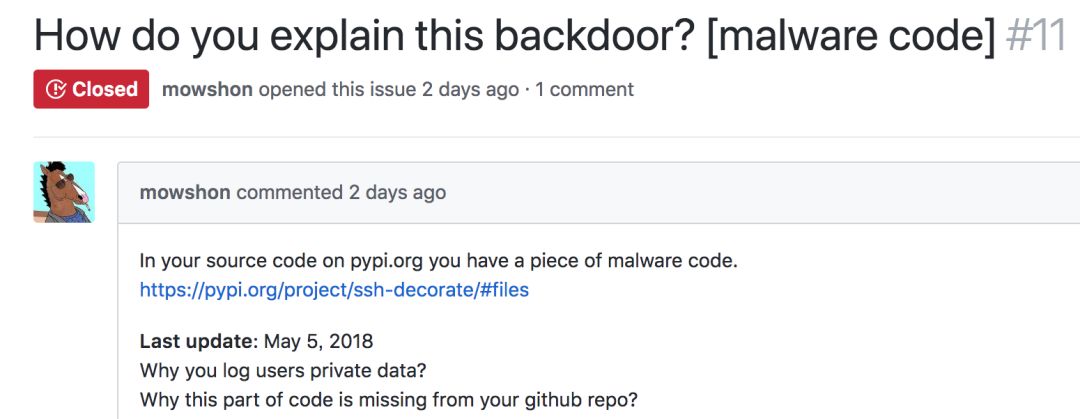 How do you explain this backdoor? [malware code] #11
Closed mowshon opened this issue 2 days ago · 1 comment
mowshon commented 2 days ago
In your source code on pypi.org you have a piece of malware code.
https://pypi.org/project/ssh-decorate/#files
Last update: May 5, 2018
Why you log users private data?
Why this part of code is missing from your github repo?